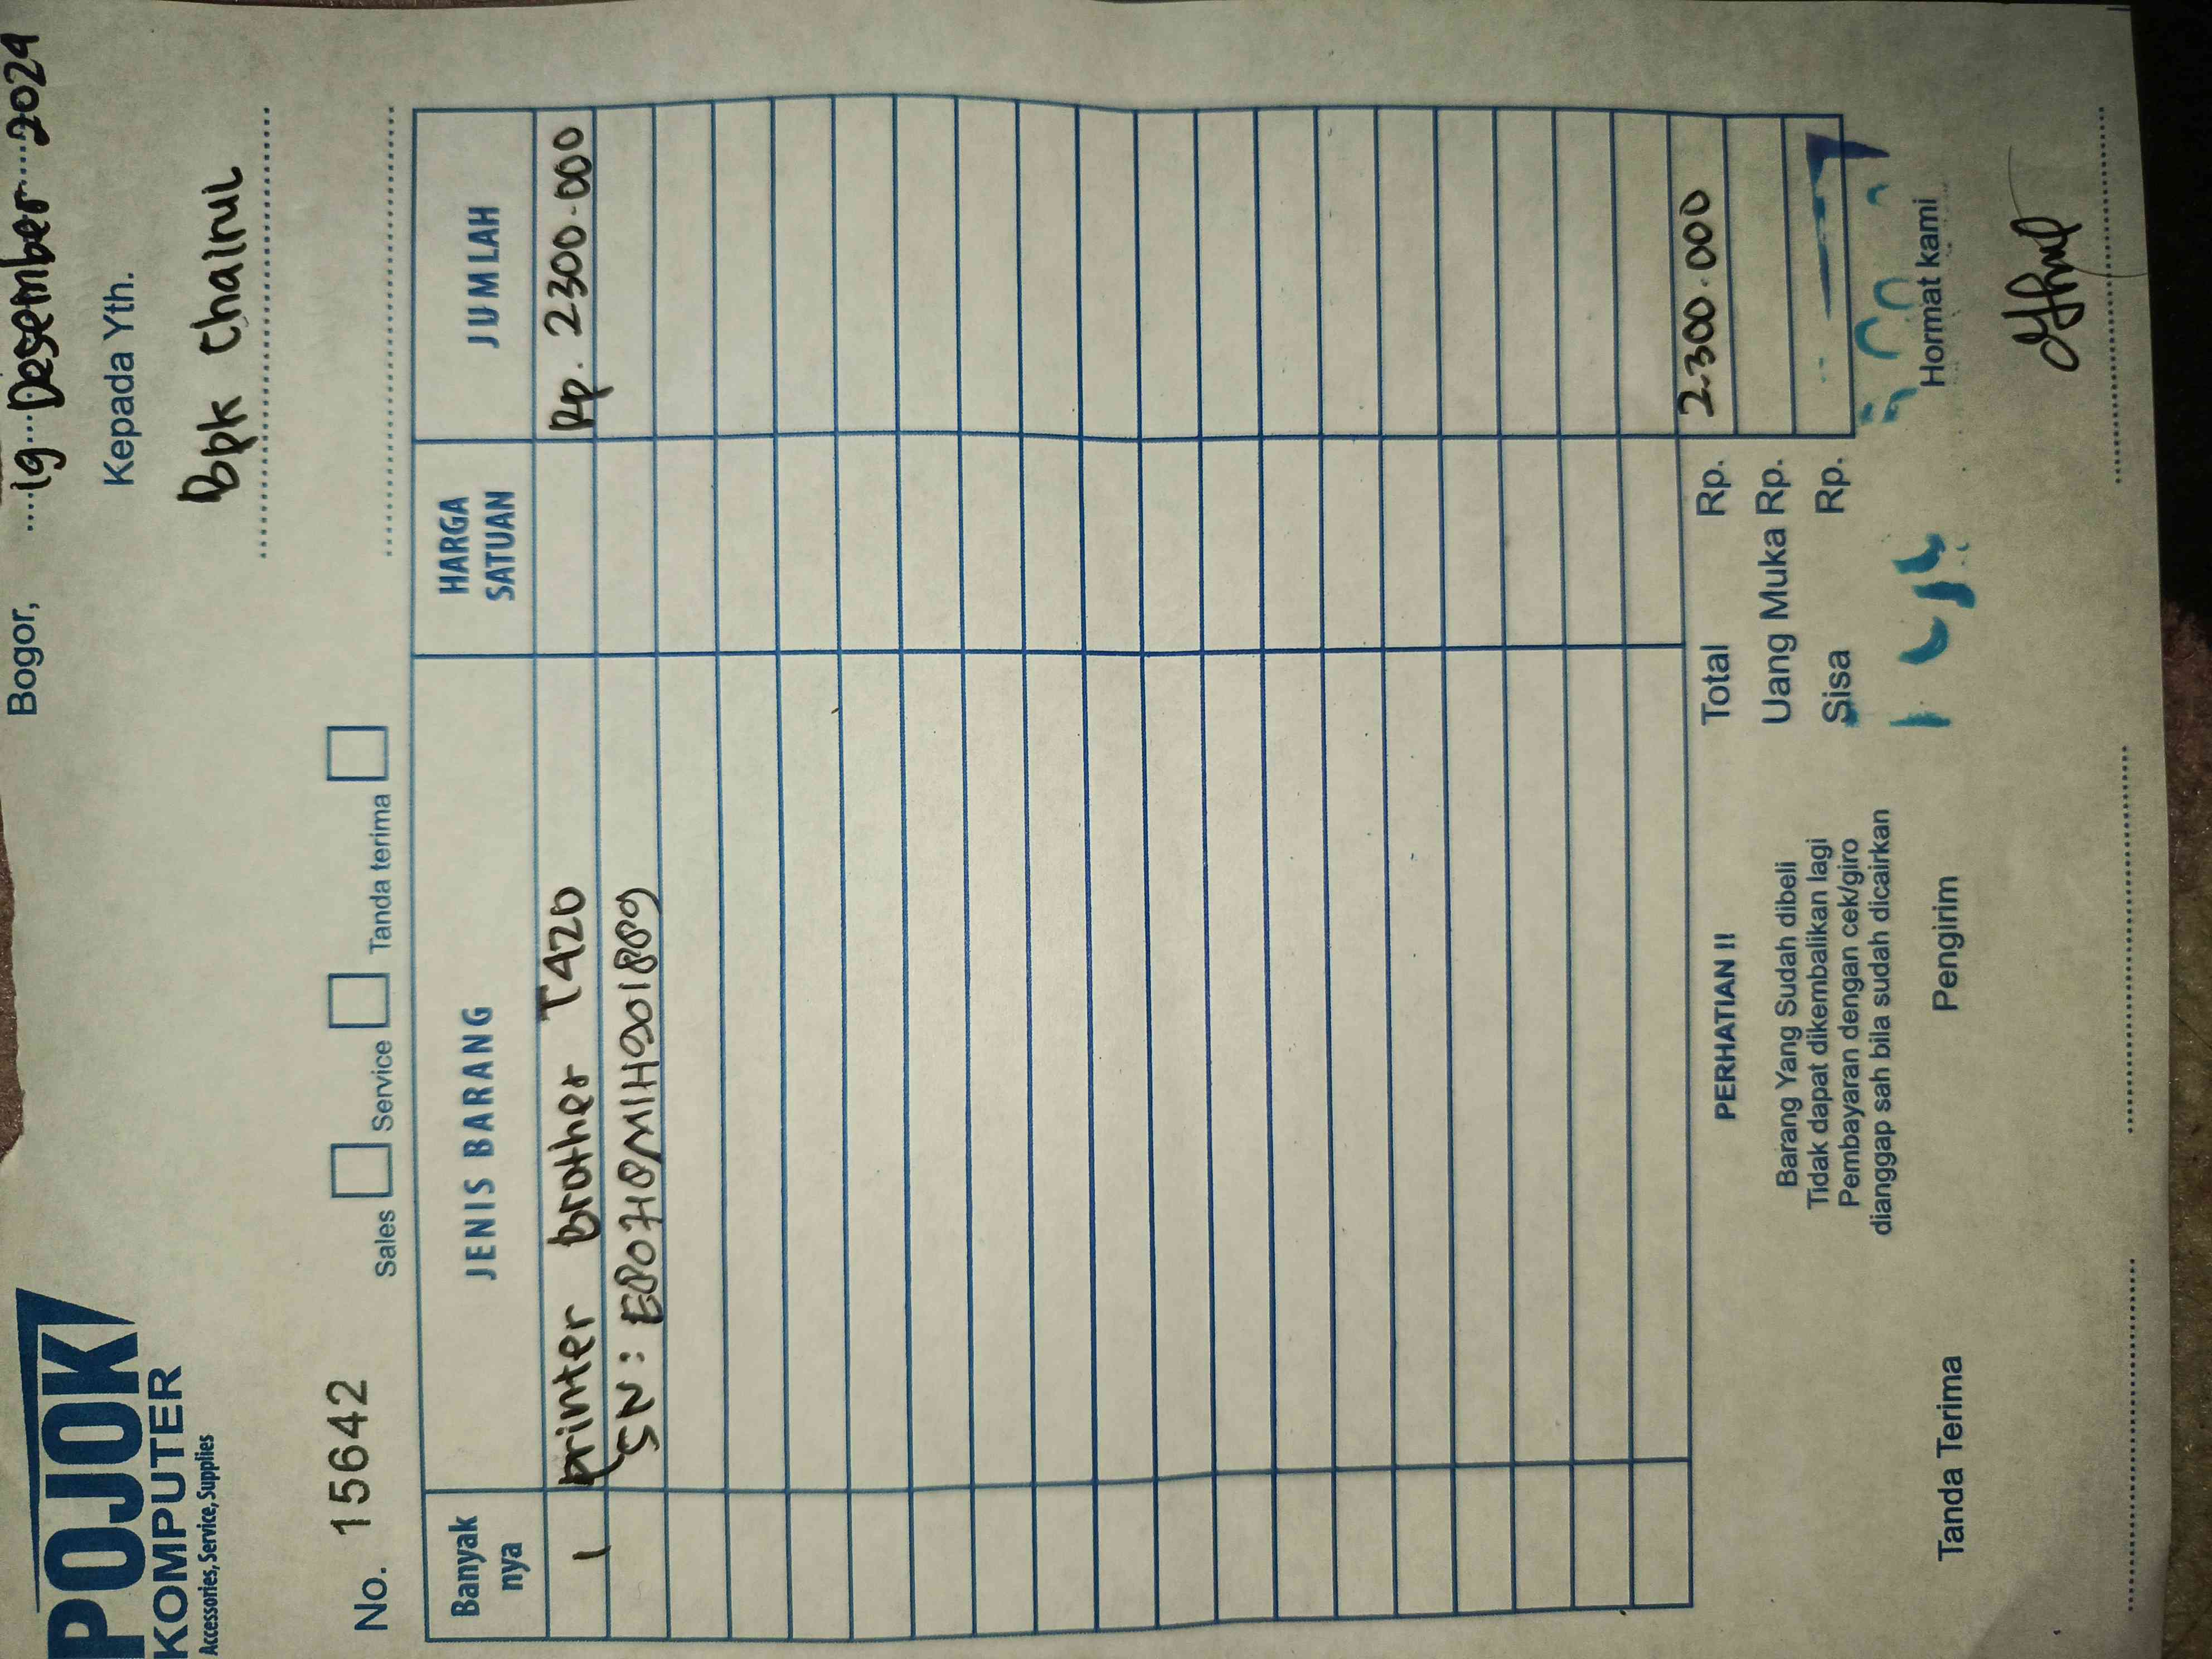 POJOK
KOMPUTER
Accessories, Service, Supplies
Bogor, 19 Desember 2024
Kepada Yth.
Bpk Chairul
No. 15642
Sales Service Tanda terima
Banyak nya JENIS BARANG HARGA SATUAN JUMLAH
1 printer brother T420 Rp. 2300.000
SN:
Total Rp. 2.300.000
Uang Muka Rp.
Sisa Rp.
PERHATIAN !!
Barang Yang Sudah dibeli
Tidak dapat dikembalikan lagi
Pembayaran dengan cek/giro
dianggap sah bila sudah dicairkan
Tanda Terima Pengirim Hormat kami